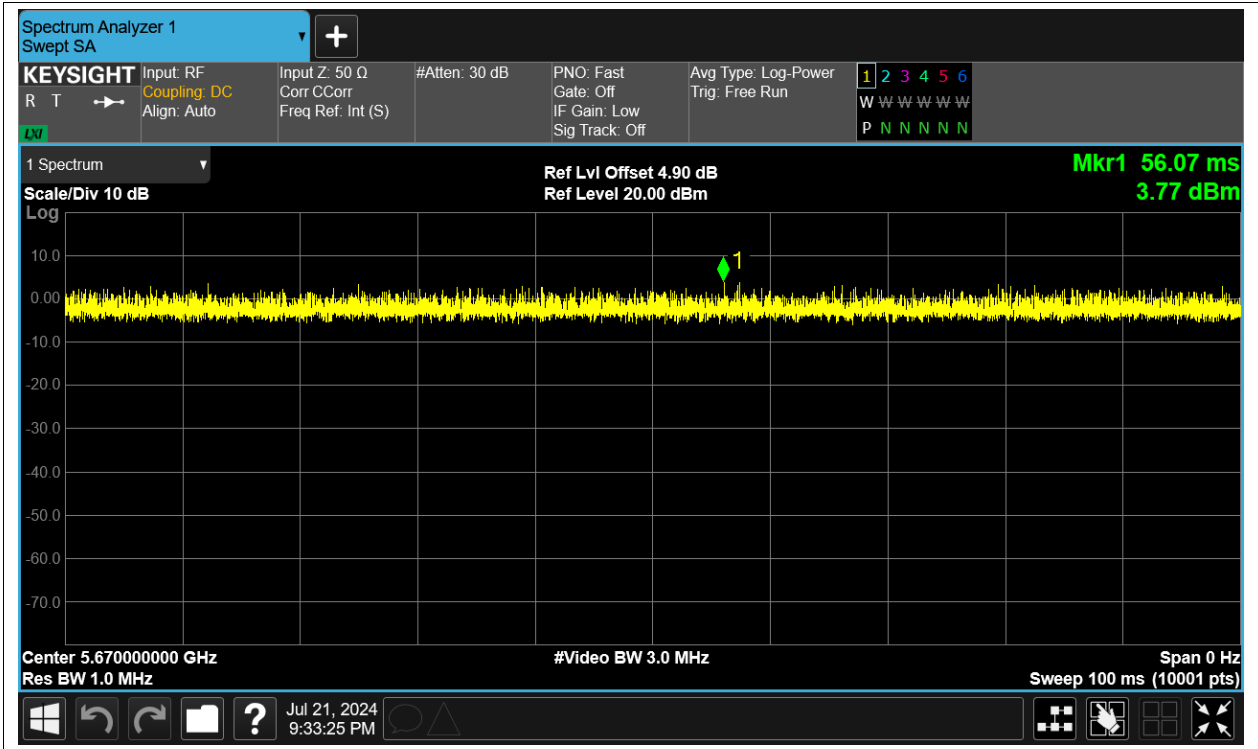 Spectrum Analyzer 1
Swept SA
KEYSIGHT
R T
LXI
Input: RF
Coupling: DC
Align: Auto
Input Z: 50 Ω
Corr CCorr
Freq Ref: Int (S)
#Atten: 30 dB
PNO: Fast
Gate: Off
IF Gain: Low
Sig Track: Off
Avg Type: Log-Power
Trig: Free Run
1 2 3 4 5 6
W W W W W W
P N N N N N
1 Spectrum
Scale/Div 10 dB
Log
Ref Lvl Offset 4.90 dB
Ref Level 20.00 dBm
Mkr1 56.07 ms
3.77 dBm
1
10.0
0.00
-10.0
-20.0
-30.0
-40.0
-50.0
-60.0
-70.0
Center 5.670000000 GHz
#Video BW 3.0 MHz
Span 0 Hz
Res BW 1.0 MHz
Sweep 100 ms (10001 pts)
?
Jul 21, 2024
9:33:25 PM